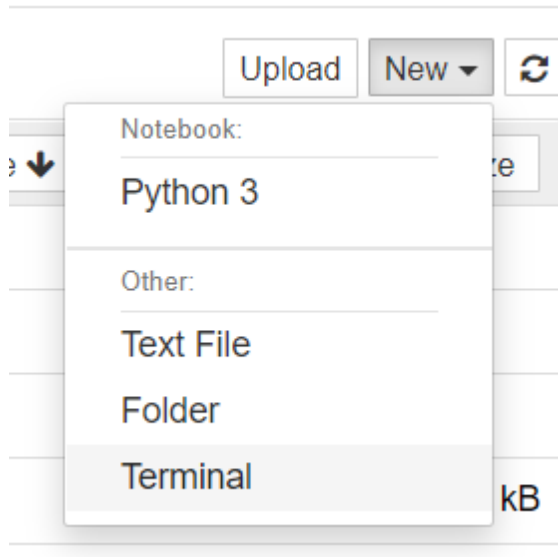 Upload New
Notebook:
Python 3
Other:
Text File
Folder
Terminal
kB